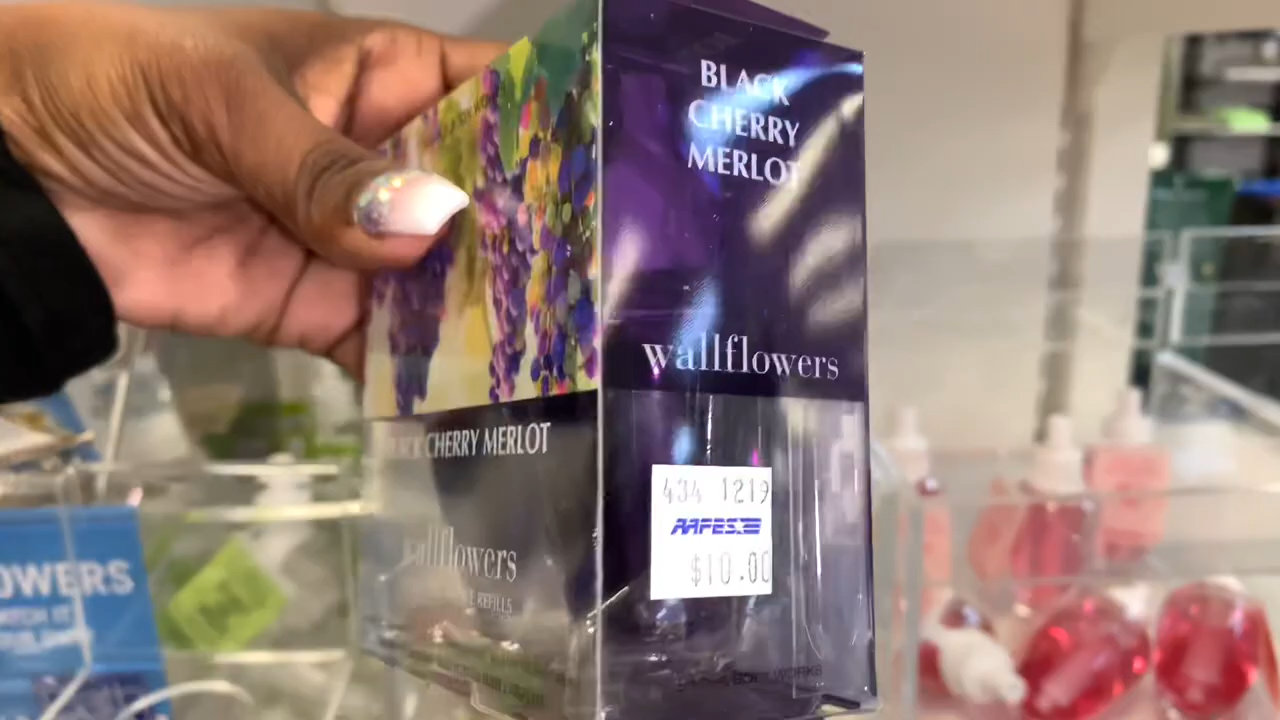 BLACK
CHERRY
MERLOT
wallflowers
434 1219
AAFES
$10.00
BLACK CHERRY MERLOT
wallflowers
REFILLS
OWERS